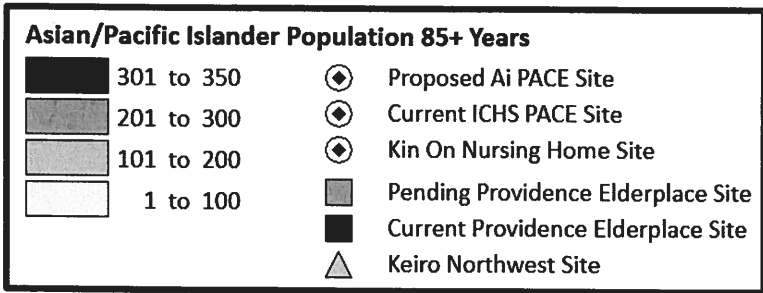 Asian/Pacific Islander Population 85+ Years
301 to 350
201 to 300
101 to 200
1 to 100
Proposed Ai PACE Site
Current ICHS PACE Site
Kin On Nursing Home Site
Pending Providence Elderplace Site
Current Providence Elderplace Site
Keiro Northwest Site